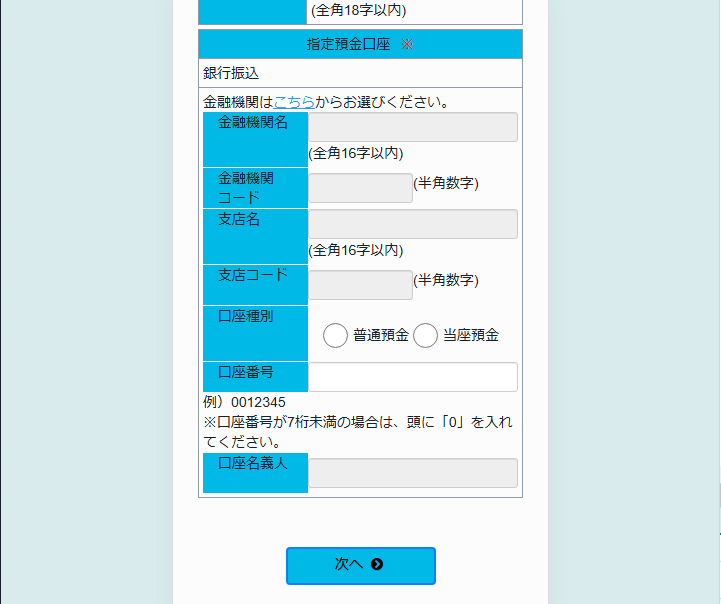 (全角18字以内)
指定預金口座 ※
銀行振込
金融機関はこちらからお選びください。
金融機関名
(全角16字以内)
金融機関
コード
(半角数字)
支店名
(全角16字以内)
支店コード
(半角数字)
口座種別
普通預金 当座預金
口座番号
例）0012345
※口座番号が7桁未満の場合は、頭に「0」を入れ
てください。
口座名義人
次へ